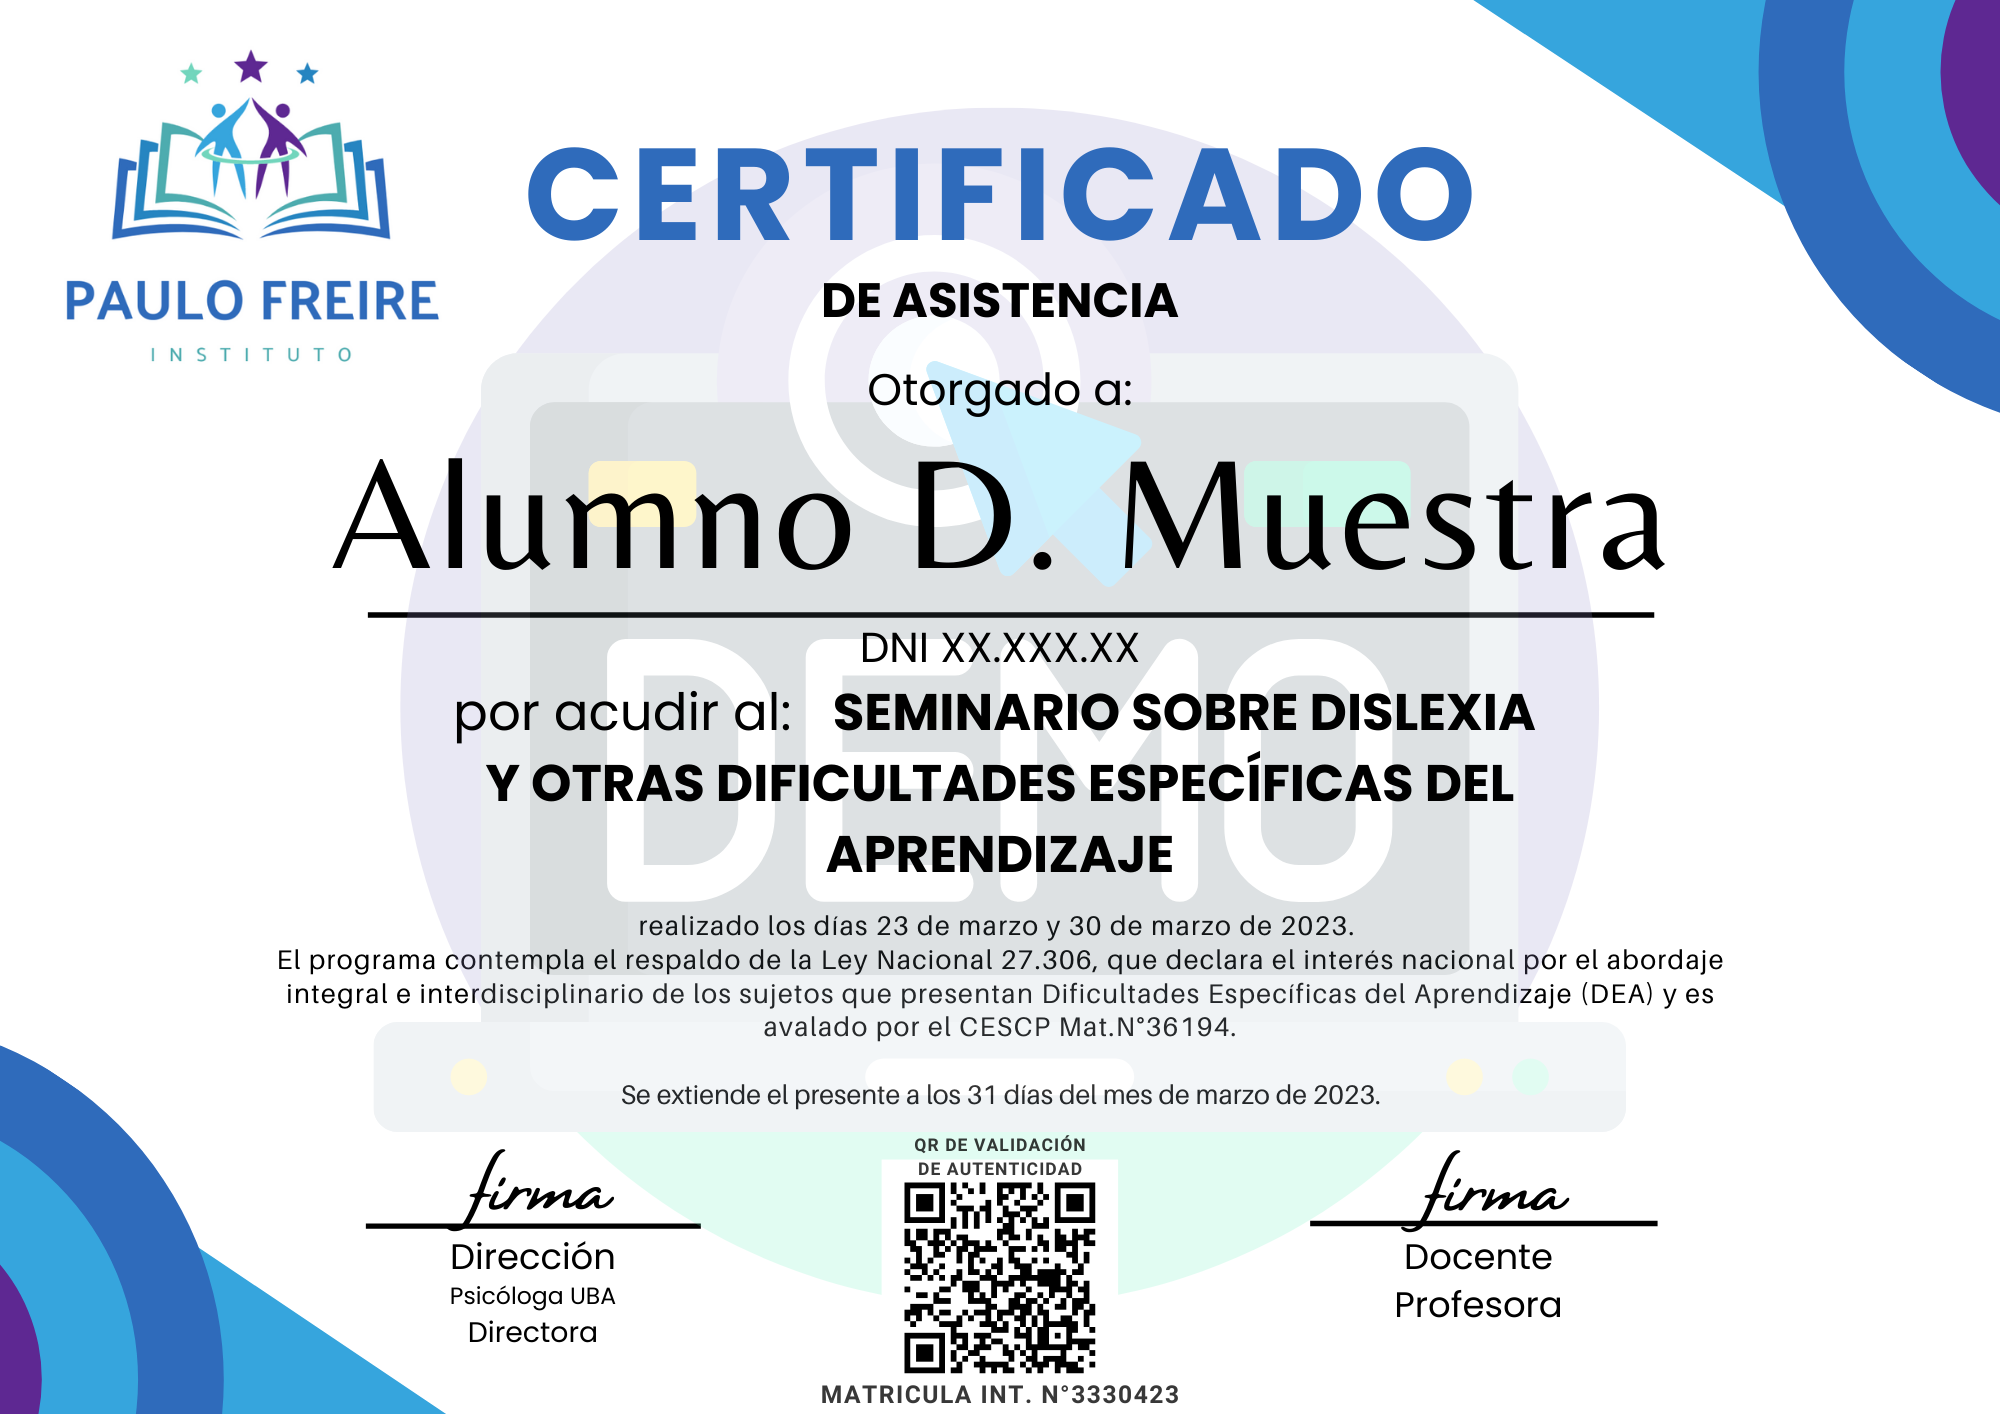 PAULO FREIRE
INSTITUTO
CERTIFICADO
DE ASISTENCIA
Otorgado a:
Alumno D. Muestra
DNI XX.XXX.XX
por acudir al: SEMINARIO SOBRE DISLEXIA
Y OTRAS DIFICULTADES ESPECÍFICAS DEL
APRENDIZAJE
DEMO
realizado los días 23 de marzo y 30 de marzo de 2023.
El programa contempla el respaldo de la Ley Nacional 27.306, que declara el interés nacional por el abordaje
integral e interdisciplinario de los sujetos que presentan Dificultades Específicas del Aprendizaje (DEA) y es
avalado por el CESCP Mat.N°36194.
Se extiende el presente a los 31 días del mes de marzo de 2023.
firma
Dirección
Psicóloga UBA
Directora
QR DE VALIDACIÓN
DE AUTENTICIDAD
MATRICULA INT. N°3330423
firma
Docente
Profesora